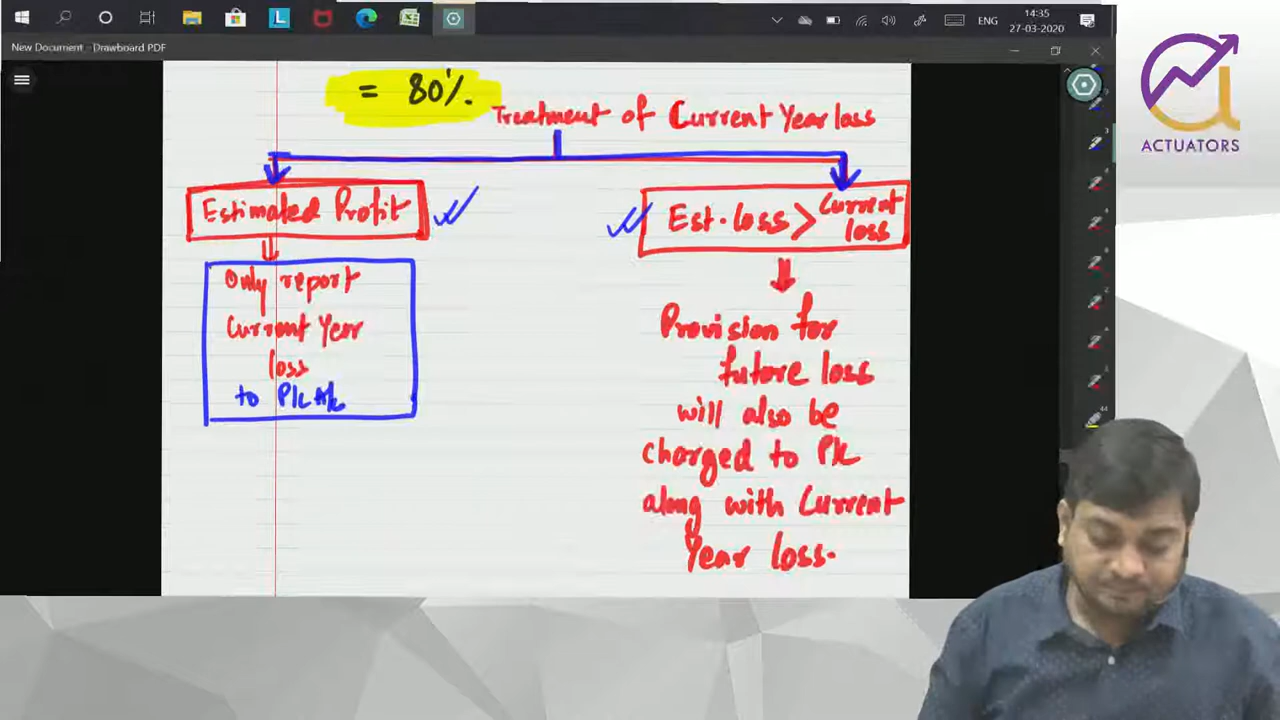 14:35
ENG
27-03-2020
New Document - Drawboard PDF
ACTUATORS
= 80%.
Treatment of Current Year loss
Estimated Profit
Est. loss > Current loss
Only report
Current Year
loss
to P&L A/c
Provision for
future loss
will also be
charged to P&L
along with Current
Year loss.